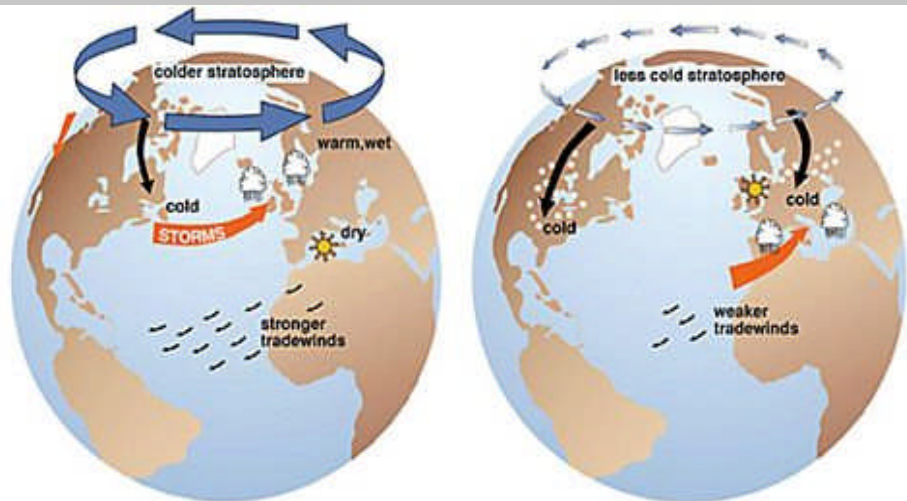 colder stratosphere
warm,wet
cold
STORMS
dry
stronger
tradewinds
less cold stratosphere
cold
cold
weaker
tradewinds